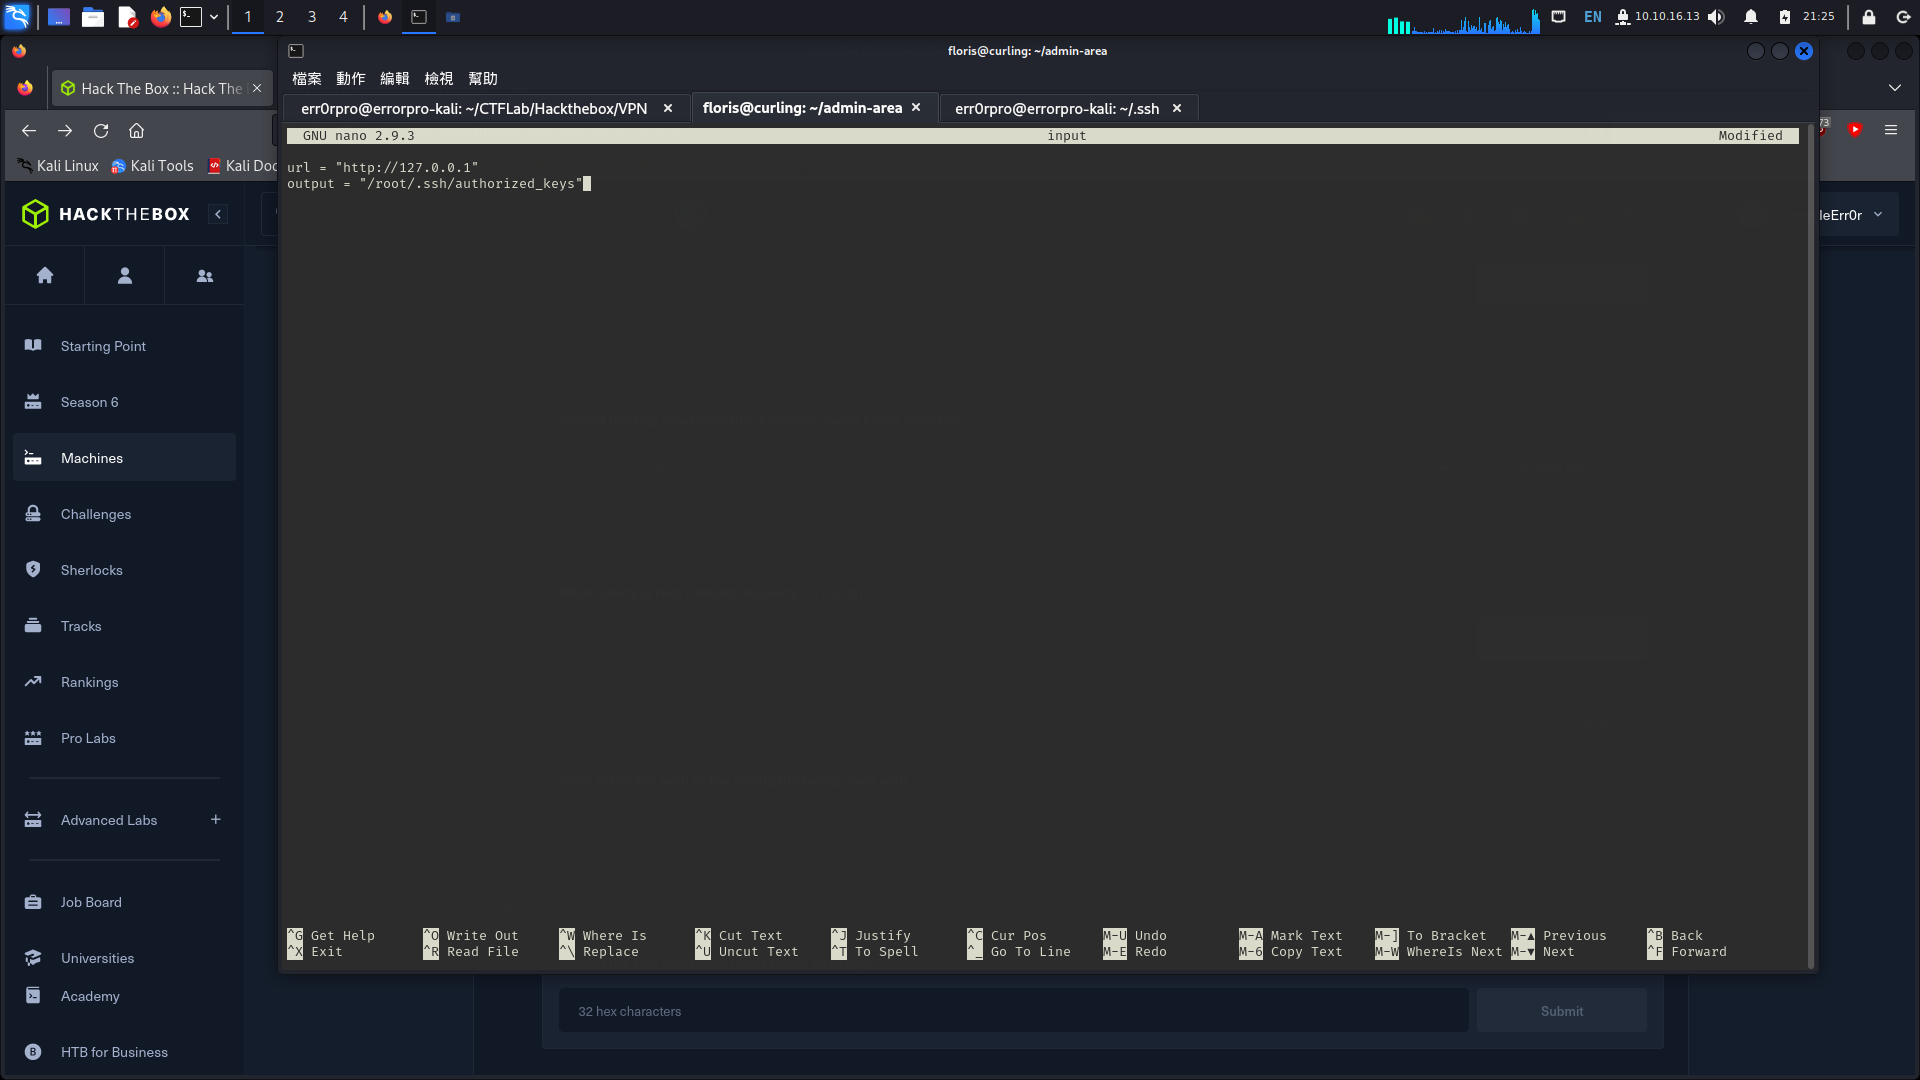 1 2 3 4
EN
10.10.16.13
21:25
floris@curling: ~/admin-area
Hack The Box :: Hack The
檔案 動作 編輯 檢視 幫助
err0rpro@errorpro-kali: ~/CTFLab/Hackthebox/VPN
floris@curling: ~/admin-area
err0rpro@errorpro-kali: ~/.ssh
GNU nano 2.9.3 input Modified
73
Kali Linux
Kali Tools
Kali Doc
url = "http://127.0.0.1"
output = "/root/.ssh/authorized_keys"
HACKTHEBOX
leErr0r
Starting Point
Season 6
Machines
Challenges
Sherlocks
Tracks
Rankings
Pro Labs
Advanced Labs +
Job Board
Universities
Academy
HTB for Business
^G Get Help ^O Write Out ^W Where Is ^K Cut Text ^J Justify ^C Cur Pos M-U Undo M-A Mark Text M-] To Bracket M-▲ Previous ^B Back
^X Exit ^R Read File ^\ Replace ^U Uncut Text ^T To Spell ^_ Go To Line M-E Redo M-6 Copy Text M-W WhereIs Next M-▼ Next ^F Forward
32 hex characters
Submit